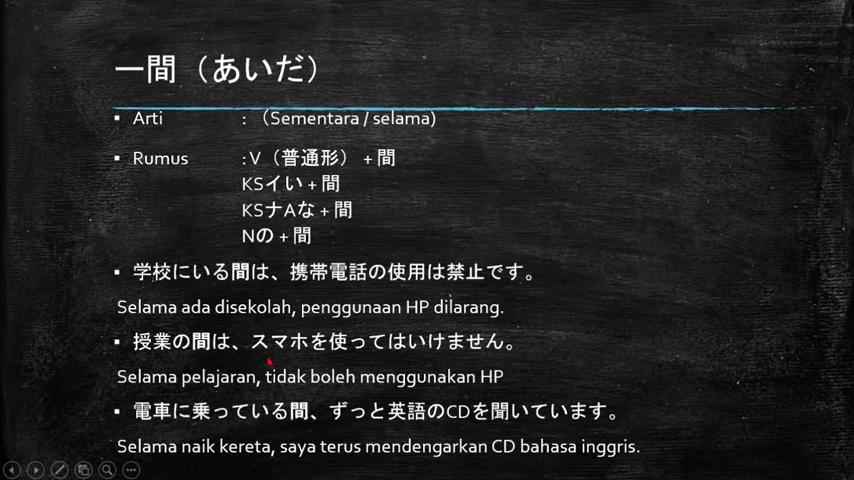 ー間（あいだ）
▪ Arti : （Sementara / selama)
▪ Rumus : V（普通形） + 間
KSイい + 間
KSナAな + 間
Nの + 間
▪ 学校にいる間は、携帯電話の使用は禁止です。
Selama ada disekolah, penggunaan HP dilarang.
▪ 授業の間は、スマホを使ってはいけません。
Selama pelajaran, tidak boleh menggunakan HP
▪ 電車に乗っている間、ずっと英語のCDを聞いています。
Selama naik kereta, saya terus mendengarkan CD bahasa inggris.